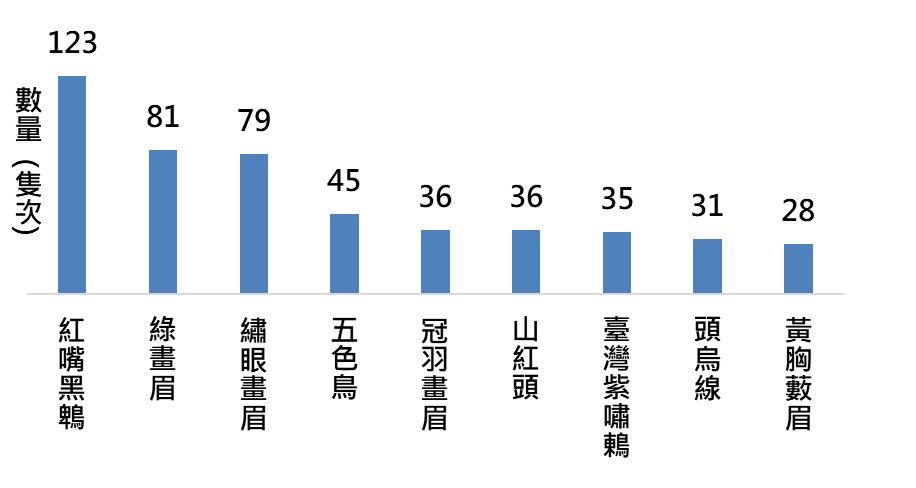 數量（隻次）
123
81
79
45
36
36
35
31
28
紅嘴黑鵯
綠畫眉
繡眼畫眉
五色鳥
冠羽畫眉
山紅頭
臺灣紫嘯鶇
頭烏線
黃胸藪眉